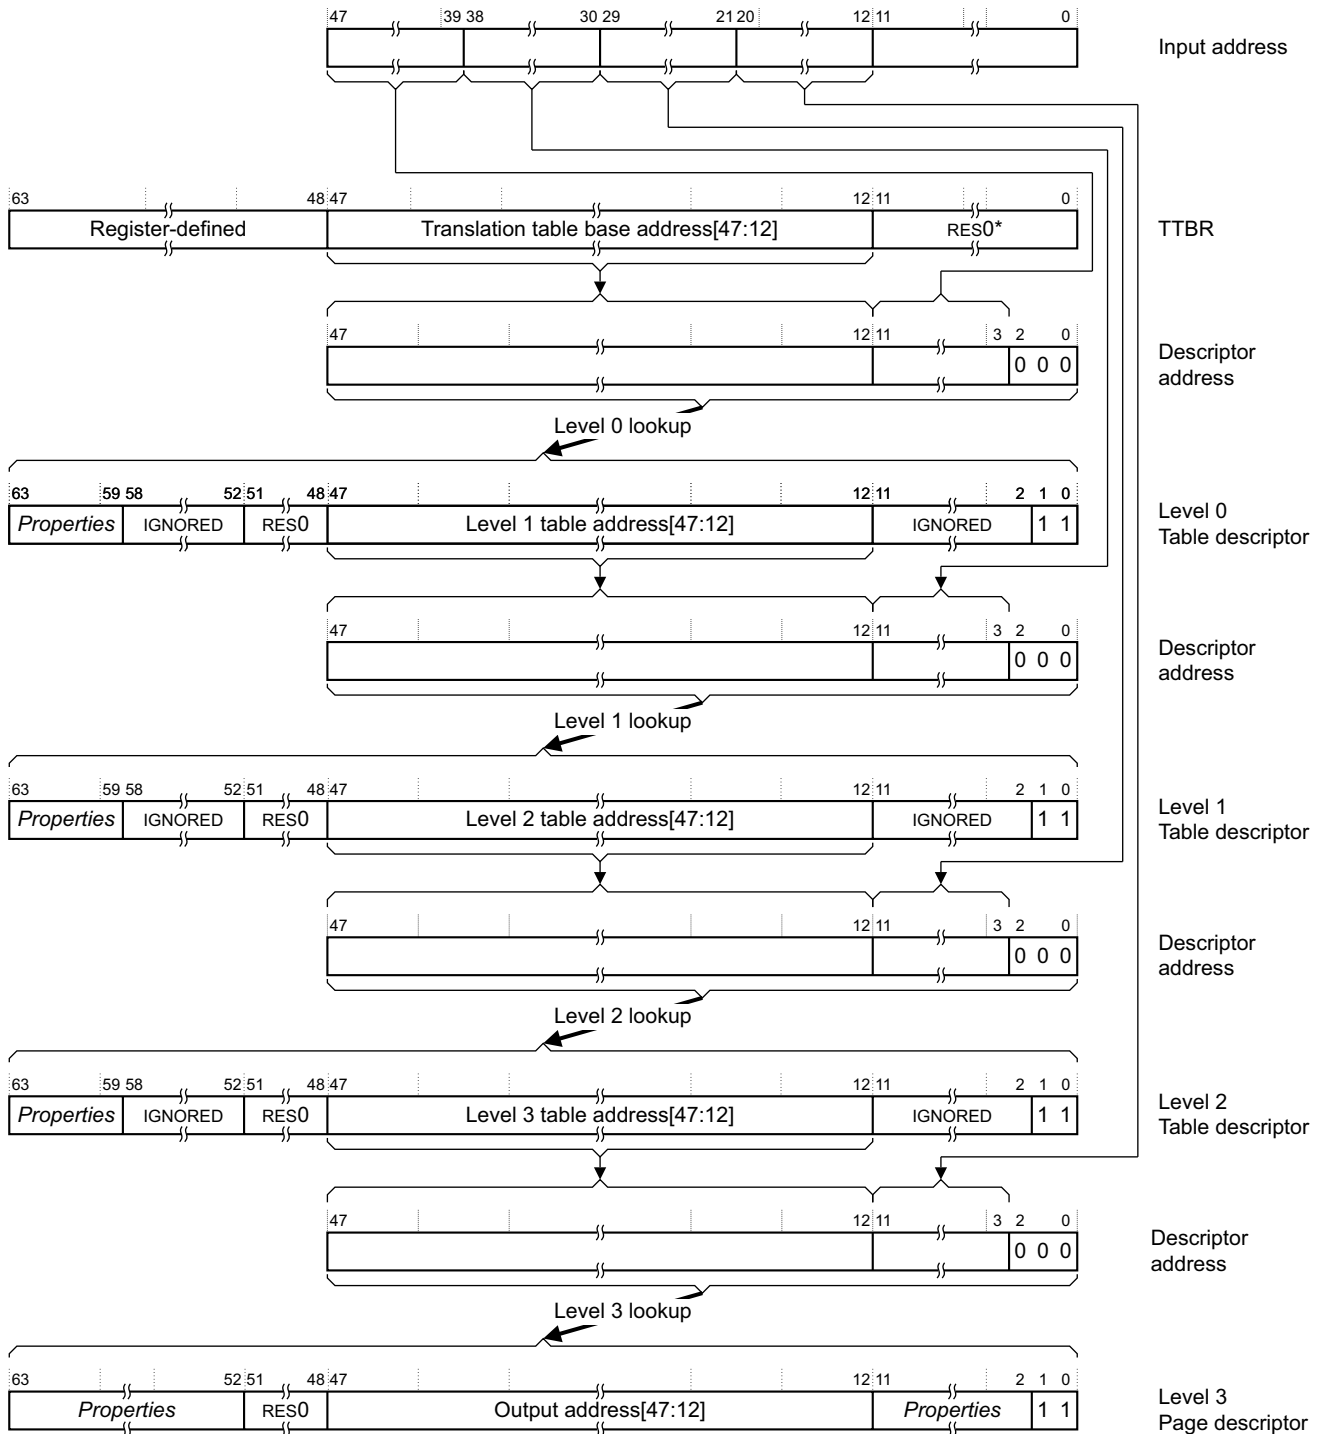 47 39 38 30 29 21 20 12 11 0
Input address
63 48 47 12 11 0
Register-defined Translation table base address[47:12] RES0* TTBR
47 12 11 3 2 0
0 0 0
Descriptor
address
Level 0 lookup
63 59 58 52 51 48 47 12 11 2 1 0
Properties IGNORED RES0 Level 1 table address[47:12] IGNORED 1 1
Level 0
Table descriptor
47 12 11 3 2 0
0 0 0
Descriptor
address
Level 1 lookup
63 59 58 52 51 48 47 12 11 2 1 0
Properties IGNORED RES0 Level 2 table address[47:12] IGNORED 1 1
Level 1
Table descriptor
47 12 11 3 2 0
0 0 0
Descriptor
address
Level 2 lookup
63 59 58 52 51 48 47 12 11 2 1 0
Properties IGNORED RES0 Level 3 table address[47:12] IGNORED 1 1
Level 2
Table descriptor
47 12 11 3 2 0
0 0 0
Descriptor
address
Level 3 lookup
63 52 51 48 47 12 11 2 1 0
Properties RES0 Output address[47:12] Properties 1 1
Level 3
Page descriptor